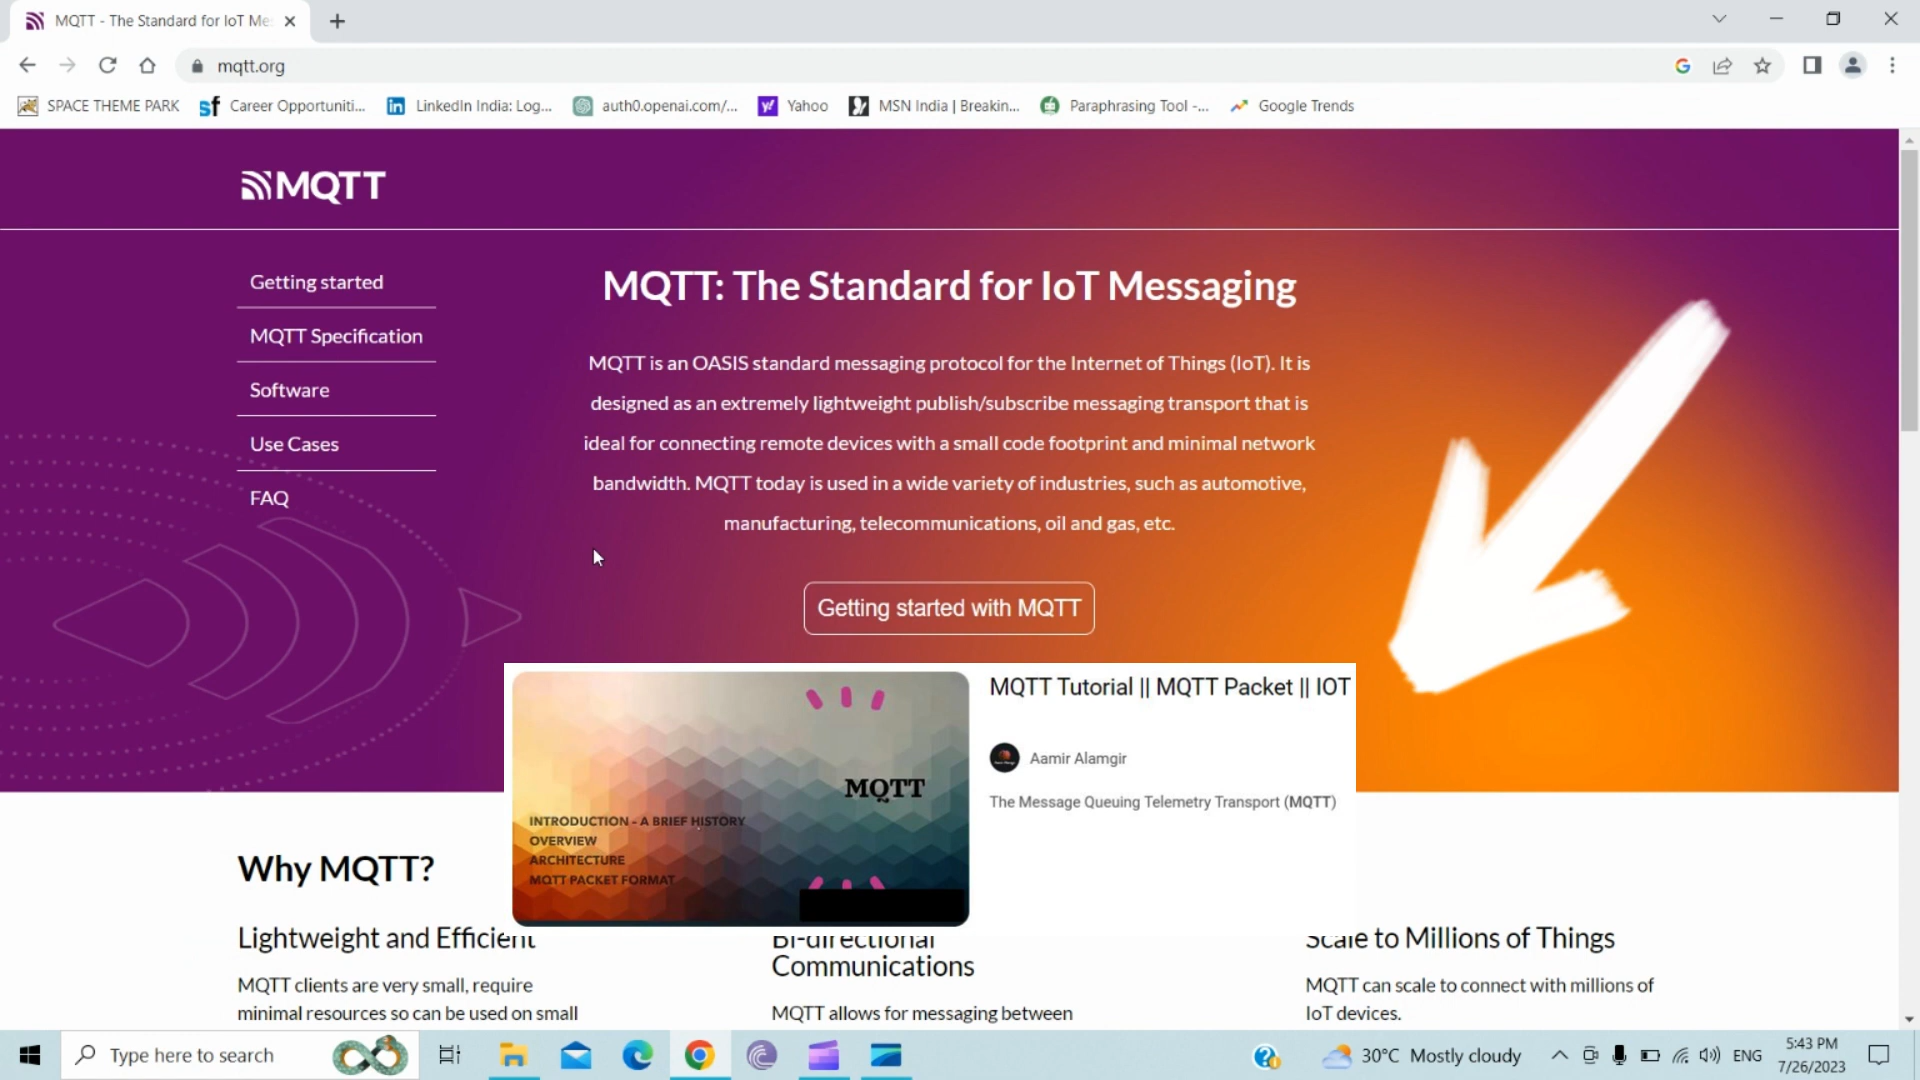 MQTT - The Standard for IoT Me
mqtt.org
SPACE THEME PARK
Career Opportuniti...
LinkedIn India: Log...
auth0.openai.com/...
Yahoo
MSN India | Breakin...
Paraphrasing Tool -...
Google Trends
MQTT
Getting started
MQTT Specification
Software
Use Cases
FAQ
MQTT: The Standard for IoT Messaging
MQTT is an OASIS standard messaging protocol for the Internet of Things (IoT). It is
designed as an extremely lightweight publish/subscribe messaging transport that is
ideal for connecting remote devices with a small code footprint and minimal network
bandwidth. MQTT today is used in a wide variety of industries, such as automotive,
manufacturing, telecommunications, oil and gas, etc.
Getting started with MQTT
MQTT
INTRODUCTION - A BRIEF HISTORY
OVERVIEW
ARCHITECTURE
MQTT PACKET FORMAT
MQTT Tutorial || MQTT Packet || IOT
Aamir Alamgir
The Message Queuing Telemetry Transport (MQTT)
Why MQTT?
Lightweight and Efficient
MQTT clients are very small, require
minimal resources so can be used on small
Bi-directional
Communications
MQTT allows for messaging between
Scale to Millions of Things
MQTT can scale to connect with millions of
IoT devices.
Type here to search
30°C Mostly cloudy
ENG
5:43 PM
7/26/2023